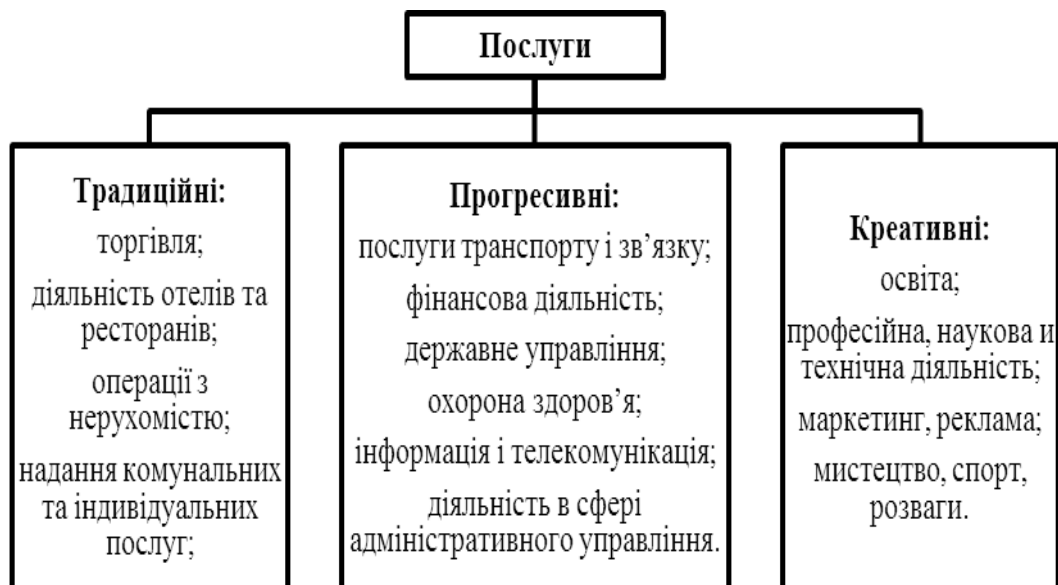 Послуги
Традиційні:
торгівля;
діяльність отелів та
ресторанів;
операції з
нерухомістю;
надання комунальних
та індивідуальних
послуг;
Прогресивні:
послуги транспорту і зв’язку;
фінансова діяльність;
державне управління;
охорона здоров’я;
інформація і телекомунікація;
діяльність в сфері
адміністративного управління.
Креативні:
освіта;
професійна, наукова и
технічна діяльність;
маркетинг, реклама;
мистецтво, спорт,
розваги.